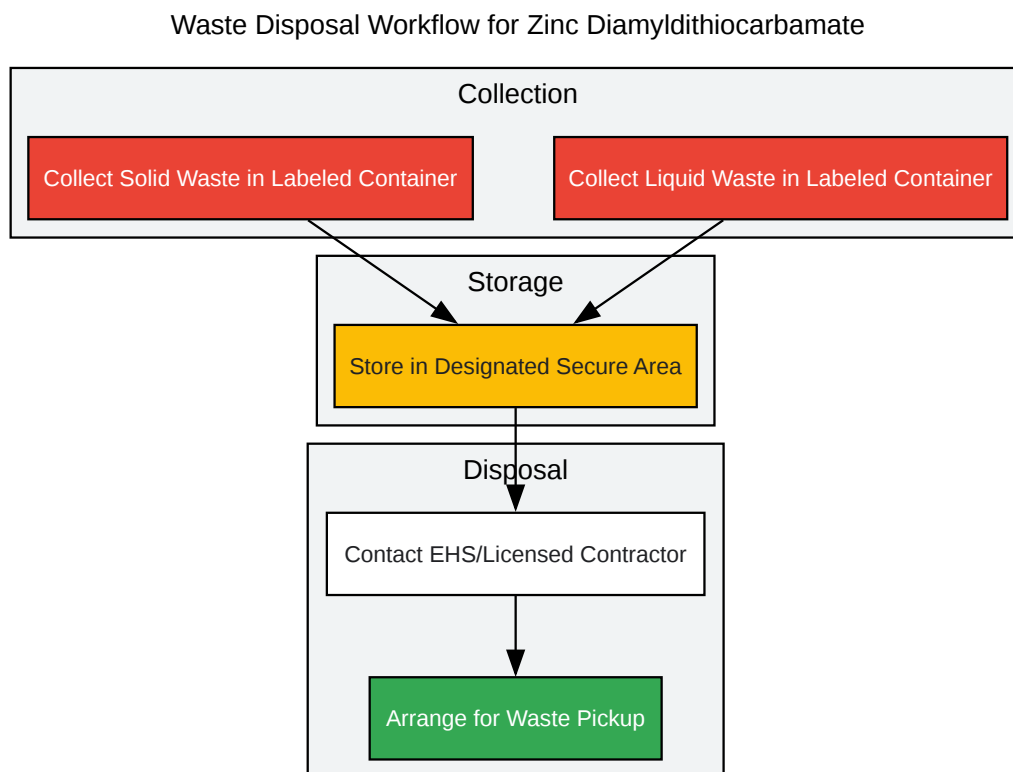 Waste Disposal Workflow for Zinc Diamyldithiocarbamate
Collection
Collect Solid Waste in Labeled Container
Collect Liquid Waste in Labeled Container
Storage
Store in Designated Secure Area
Disposal
Contact EHS/Licensed Contractor
Arrange for Waste Pickup